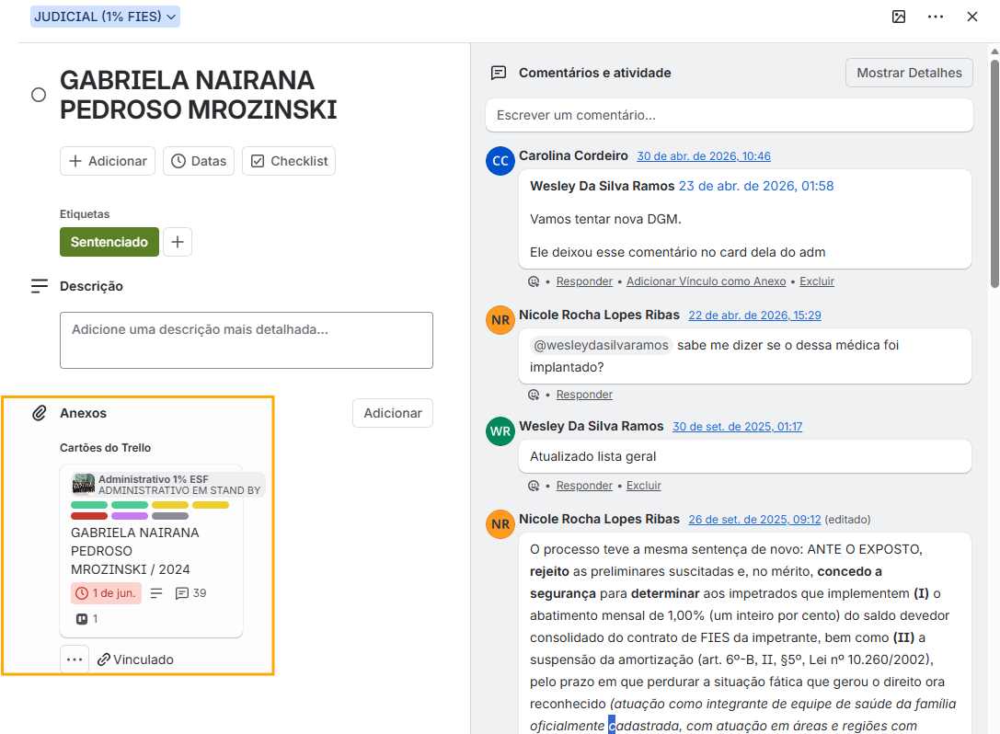 JUDICIAL (1% FIES)
GABRIELA NAIRANA
PEDROSO MROZINSKI
Adicionar
Datas
Checklist
Etiquetas
Sentenciado
Descrição
Adicione uma descrição mais detalhada...
Anexos
Adicionar
Cartões do Trello
Administrativo 1% ESF
ADMINISTRATIVO EM STAND BY
GABRIELA NAIRANA
PEDROSO
MROZINSKI / 2024
1 de jun.
39
1
Vinculado
Comentários e atividade
Mostrar Detalhes
Escrever um comentário...
CC
Carolina Cordeiro 30 de abr. de 2026, 10:46
Wesley Da Silva Ramos 23 de abr. de 2026, 01:58
Vamos tentar nova DGM.
Ele deixou esse comentário no card dela do adm
• Responder • Adicionar Vínculo como Anexo • Excluir
NR
Nicole Rocha Lopes Ribas 22 de abr. de 2026, 15:29
@wesleydasilvaramos sabe me dizer se o dessa médica foi
implantado?
• Responder
WR
Wesley Da Silva Ramos 30 de set. de 2025, 01:17
Atualizado lista geral
• Responder • Excluir
NR
Nicole Rocha Lopes Ribas 26 de set. de 2025, 09:12 (editado)
O processo teve a mesma sentença de novo: ANTE O EXPOSTO,
rejeito as preliminares suscitadas e, no mérito, concedo a
segurança para determinar aos impetrados que implementem (I) o
abatimento mensal de 1,00% (um inteiro por cento) do saldo devedor
consolidado do contrato de FIES da impetrante, bem como (II) a
suspensão da amortização (art. 6º-B, II, §5º, Lei nº 10.260/2002),
pelo prazo em que perdurar a situação fática que gerou o direito ora
reconhecido (atuação como integrante de equipe de saúde da família
oficialmente cadastrada, com atuação em áreas e regiões com